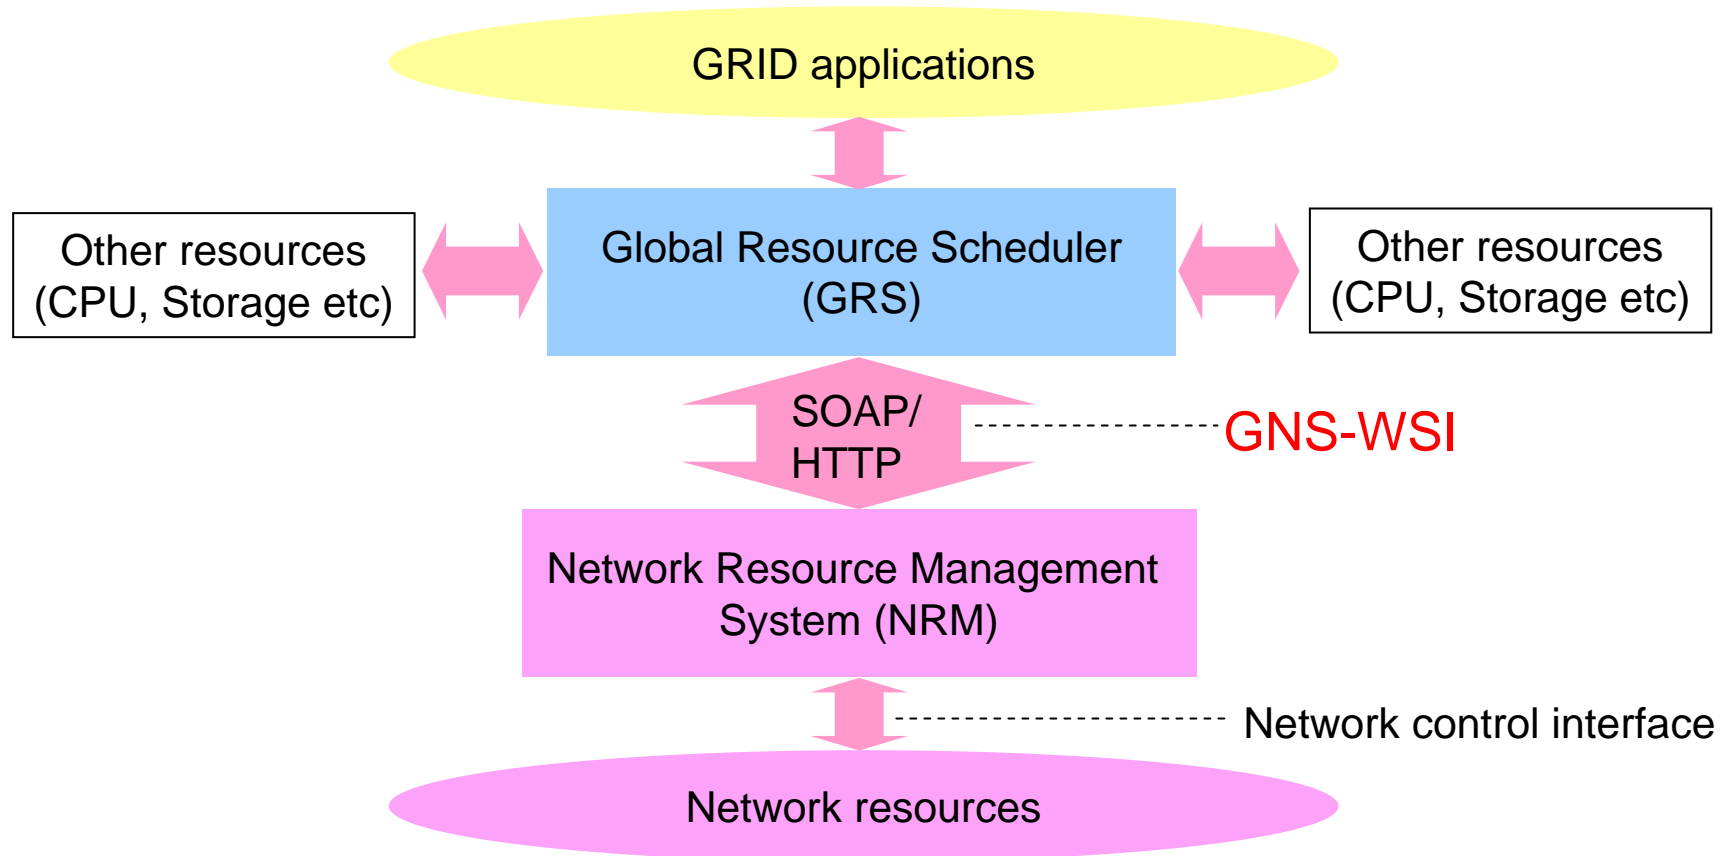 GRID applications
Other resources
(CPU, Storage etc)
Global Resource Scheduler
(GRS)
Other resources
(CPU, Storage etc)
SOAP/
HTTP
GNS-WSI
Network Resource Management
System (NRM)
Network control interface
Network resources